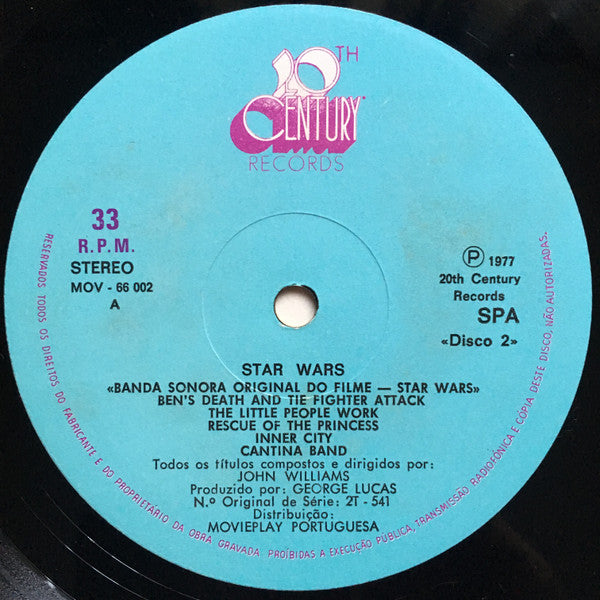 20TH
CENTURY
RECORDS
33
R.P.M.
STEREO
MOV - 66 002
A
Ⓟ 1977
20th Century
Records
SPA
«Disco 2»
STAR WARS
«BANDA SONORA ORIGINAL DO FILME — STAR WARS»
BEN'S DEATH AND TIE FIGHTER ATTACK
THE LITTLE PEOPLE WORK
RESCUE OF THE PRINCESS
INNER CITY
CANTINA BAND
Todos os títulos compostos e dirigidos por:
JOHN WILLIAMS
Produzido por: GEORGE LUCAS
N.º Original de Série: 2T - 541
Distribuição:
MOVIEPLAY PORTUGUESA
RESERVADOS TODOS OS DIREITOS DO FABRICANTE E DO PROPRIETÁRIO DA OBRA GRAVADA. PROÍBIDAS A EXECUÇÃO PÚBLICA, TRANSMISSÃO RADIOFÓNICA E CÓPIA DESTE DISCO, NÃO AUTORIZADAS.